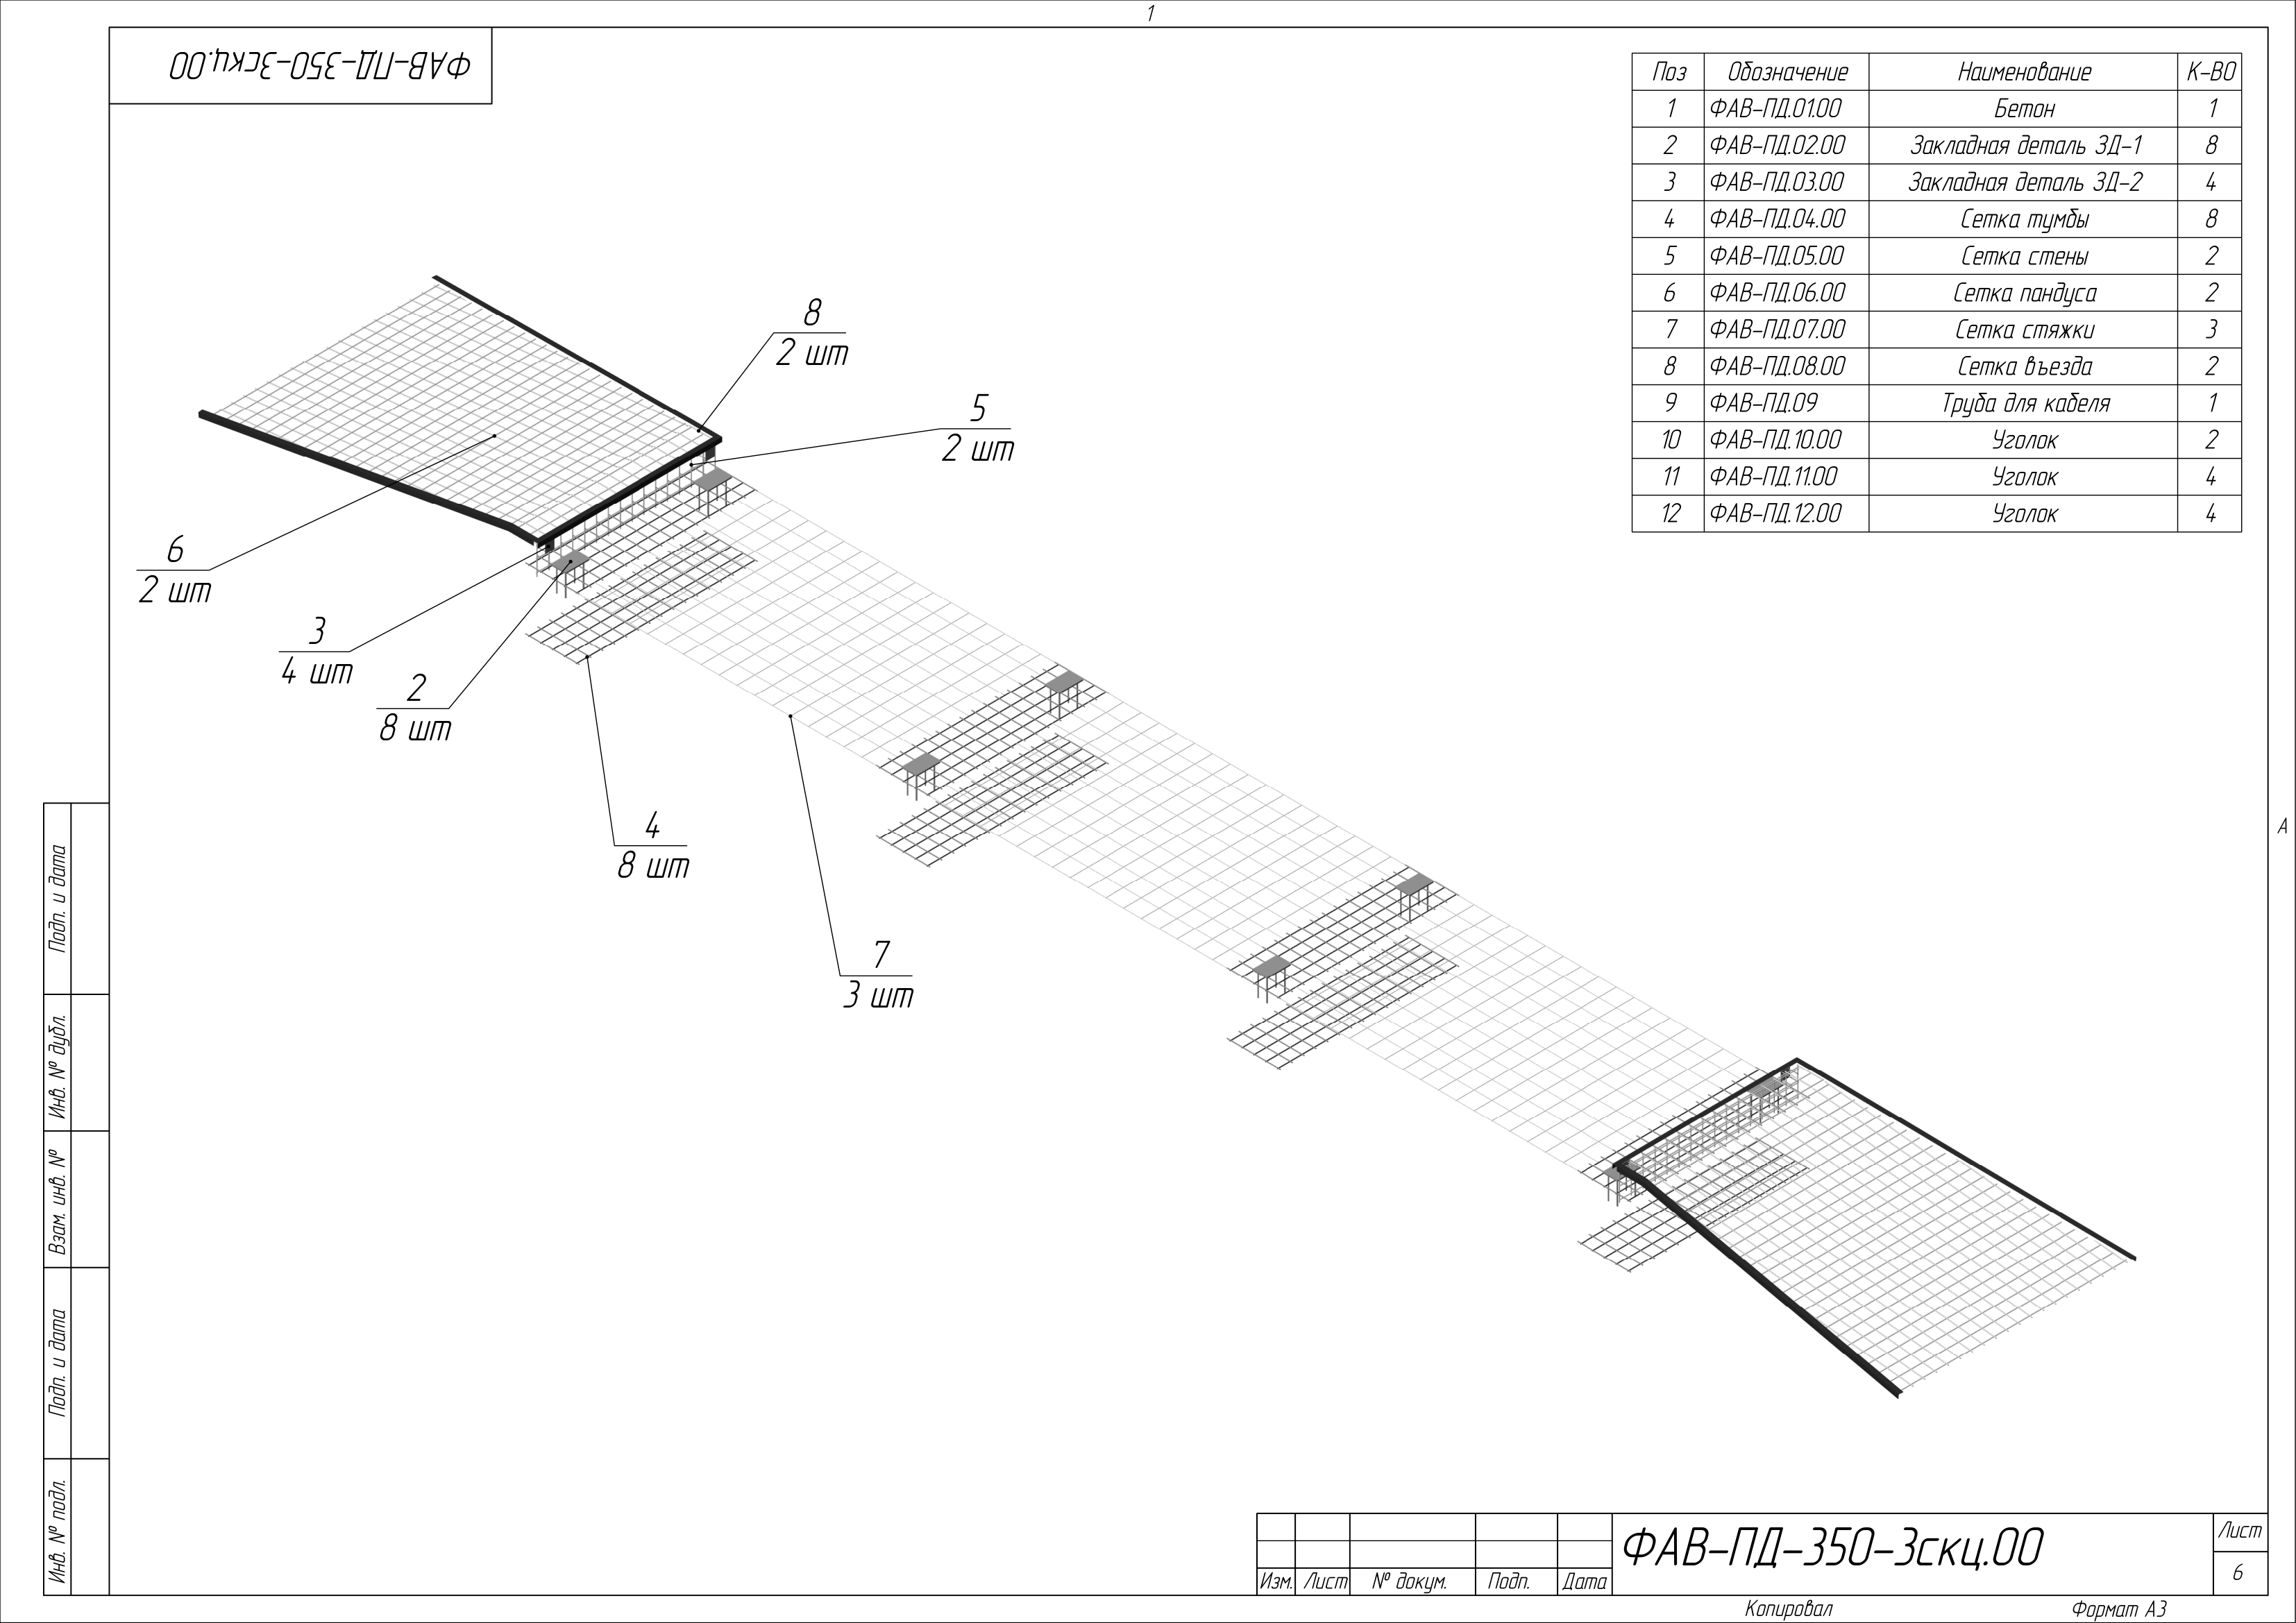 1
ФАВ-ПД-350-3скц.00
Поз Обозначение Наименование К-ВО
1 ФАВ-ПД.01.00 Бетон 1
2 ФАВ-ПД.02.00 Закладная деталь ЗД-1 8
3 ФАВ-ПД.03.00 Закладная деталь ЗД-2 4
4 ФАВ-ПД.04.00 Сетка тумбы 8
5 ФАВ-ПД.05.00 Сетка стены 2
6 ФАВ-ПД.06.00 Сетка пандуса 2
7 ФАВ-ПД.07.00 Сетка стяжки 3
8 ФАВ-ПД.08.00 Сетка въезда 2
9 ФАВ-ПД.09 Труба для кабеля 1
10 ФАВ-ПД.10.00 Уголок 2
11 ФАВ-ПД.11.00 Уголок 4
12 ФАВ-ПД.12.00 Уголок 4
8
2 шт
5
2 шт
6
2 шт
3
4 шт
2
8 шт
4
8 шт
7
3 шт
А
Подп. и дата
Инв. № дубл.
Взам. инв. №
Подп. и дата
Инв. № подл.
Изм. Лист № докум. Подп. Дата
ФАВ-ПД-350-3скц.00
Лист
6
Копировал Формат А3